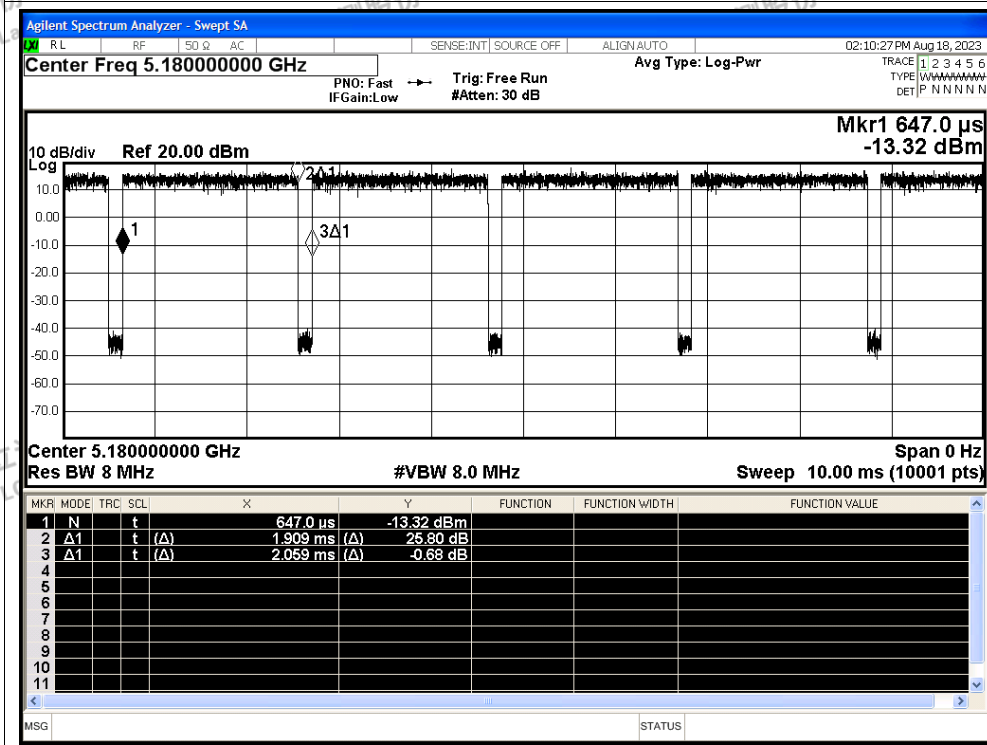 Agilent Spectrum Analyzer - Swept SA
LXI RL RF 50 Ω AC SENSE:INT SOURCE OFF ALIGN AUTO 02:10:27 PM Aug 18, 2023
Center Freq 5.180000000 GHz
Avg Type: Log-Pwr
TRACE 1 2 3 4 5 6
PNO: Fast Trig: Free Run
TYPE
IFGain:Low #Atten: 30 dB
DET P N N N N N
Mkr1 647.0 µs
10 dB/div Ref 20.00 dBm -13.32 dBm
Log
2Δ1
10.0
0.00
1
3Δ1
-10.0
-20.0
-30.0
-40.0
-50.0
-60.0
-70.0
Center 5.180000000 GHz Span 0 Hz
Res BW 8 MHz #VBW 8.0 MHz Sweep 10.00 ms (10001 pts)
MKR MODE TRC SCL X Y FUNCTION FUNCTION WIDTH FUNCTION VALUE
1 N t 647.0 µs -13.32 dBm
2 Δ1 t (Δ) 1.909 ms (Δ) 25.80 dB
3 Δ1 t (Δ) 2.059 ms (Δ) -0.68 dB
4
5
6
7
8
9
10
11
MSG STATUS